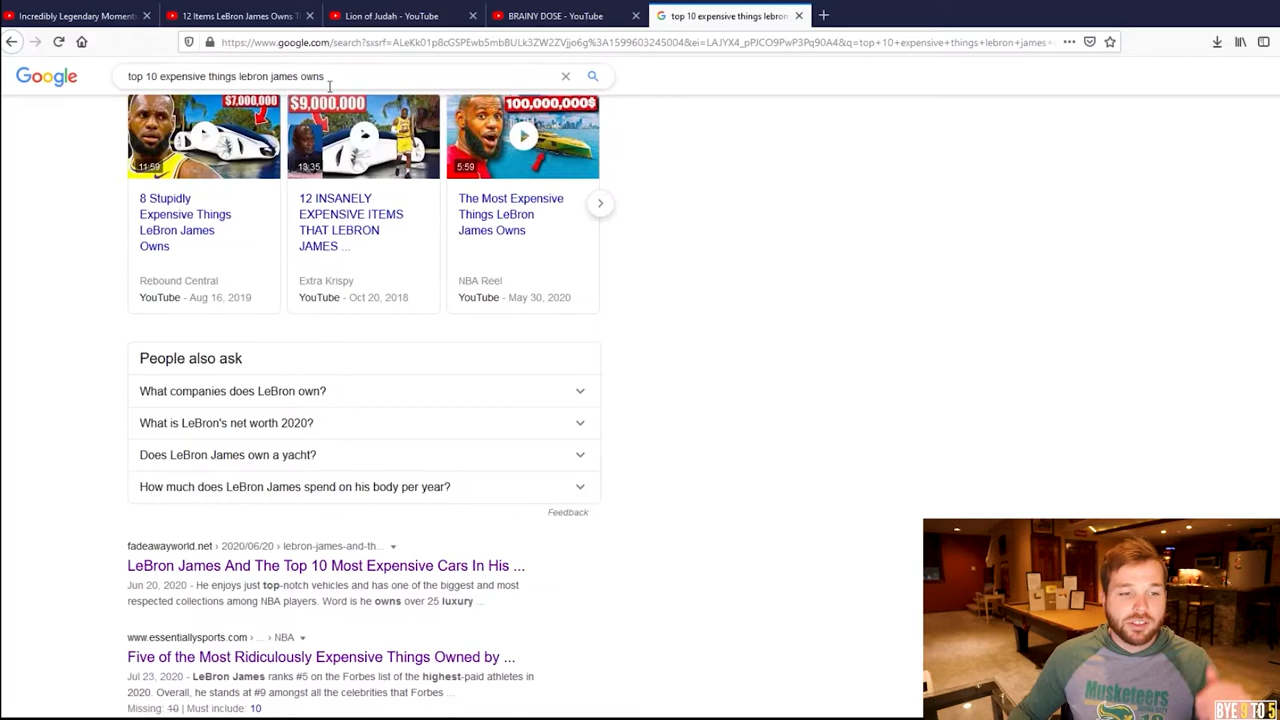 Incredibly Legendary Moment
12 Items LeBron James Owns T
Lion of Judah - YouTube
BRAINY DOSE - YouTube
top 10 expensive things lebron
https://www.google.com/search?sxsrf=ALeKk01p8cGSPEwb5mbBULk3ZW2ZVjjo6g%3A1599603245004&ei=LAJYX4_pPJCO9PwP3Pq90A4&q=top+10+expensive+things+lebron+james+
Google
top 10 expensive things lebron james owns
$7,000,000
11:59
$9,000,000
13:35
100,000,000$
5:59
8 Stupidly
Expensive Things
LeBron James
Owns
Rebound Central
YouTube - Aug 16, 2019
12 INSANELY
EXPENSIVE ITEMS
THAT LEBRON
JAMES ...
Extra Krispy
YouTube - Oct 20, 2018
The Most Expensive
Things LeBron
James Owns
NBA Reel
YouTube - May 30, 2020
People also ask
What companies does LeBron own?
What is LeBron's net worth 2020?
Does LeBron James own a yacht?
How much does LeBron James spend on his body per year?
Feedback
fadeawayworld.net › 2020/06/20 › lebron-james-and-th...
LeBron James And The Top 10 Most Expensive Cars In His ...
Jun 20, 2020 - He enjoys just top-notch vehicles and has one of the biggest and most
respected collections among NBA players. Word is he owns over 25 luxury ...
www.essentiallysports.com › ... › NBA
Five of the Most Ridiculously Expensive Things Owned by ...
Jul 23, 2020 - LeBron James ranks #5 on the Forbes list of the highest-paid athletes in
2020. Overall, he stands at #9 amongst all the celebrities that Forbes ...
Missing: 10 | Must include: 10
Musketeers
BYE 9 TO 5